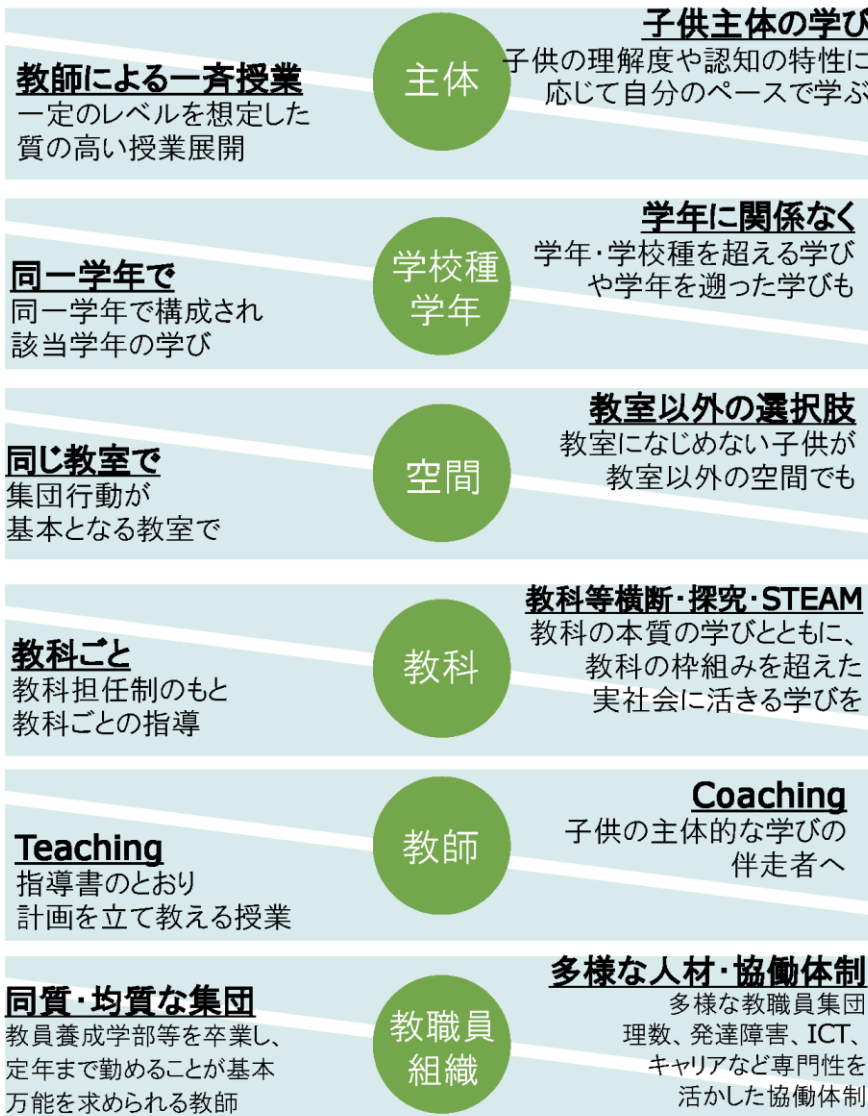 教師による一斉授業
一定のレベルを想定した
質の高い授業展開
主体
子供主体の学び
子供の理解度や認知の特性に
応じて自分のペースで学ぶ
同一学年で
同一学年で構成され
該当学年の学び
学校種
学年
学年に関係なく
学年・学校種を超える学び
や学年を遡った学びも
同じ教室で
集団行動が
基本となる教室で
空間
教室以外の選択肢
教室になじめない子供が
教室以外の空間でも
教科ごと
教科担任制のもと
教科ごとの指導
教科
教科等横断・探究・STEAM
教科の本質の学びとともに、
教科の枠組みを超えた
実社会に活きる学びを
Teaching
指導書のとおり
計画を立て教える授業
教師
Coaching
子供の主体的な学びの
伴走者へ
同質・均質な集団
教員養成学部等を卒業し、
定年まで勤めることが基本
万能を求められる教師
教職員
組織
多様な人材・協働体制
多様な教職員集団
理数、発達障害、ICT、
キャリアなど専門性を
活かした協働体制